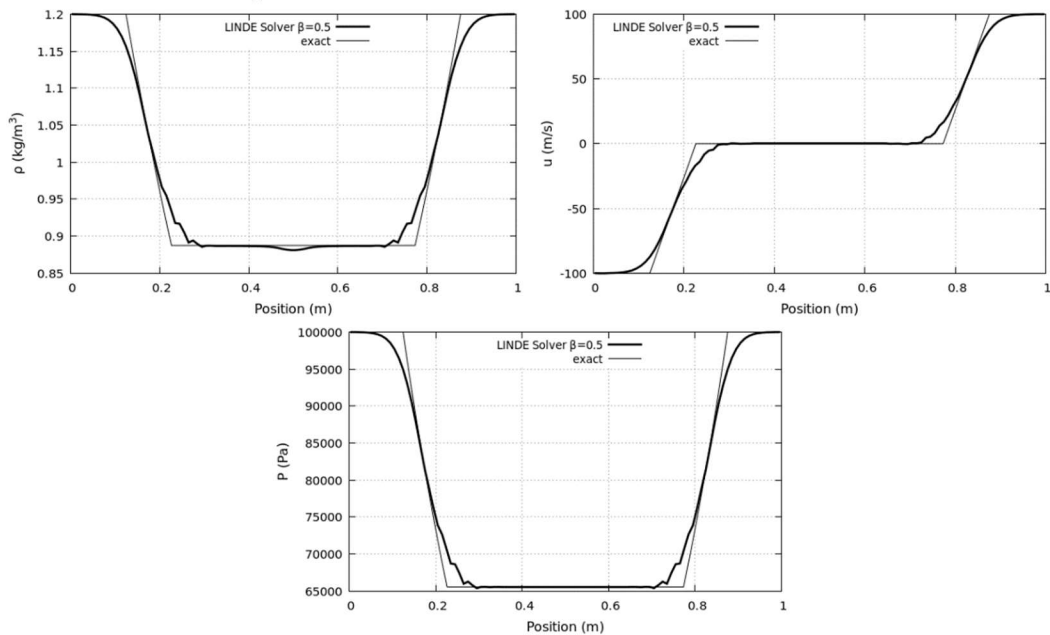 LINDE Solver β=0.5
exact
ρ (kg/m³)
1.2
1.15
1.1
1.05
1
0.95
0.9
0.85
0 0.2 0.4 0.6 0.8 1
Position (m)
LINDE Solver β=0.5
exact
u (m/s)
100
50
0
-50
-100
0 0.2 0.4 0.6 0.8 1
Position (m)
LINDE Solver β=0.5
exact
P (Pa)
100000
95000
90000
85000
80000
75000
70000
65000
0 0.2 0.4 0.6 0.8 1
Position (m)